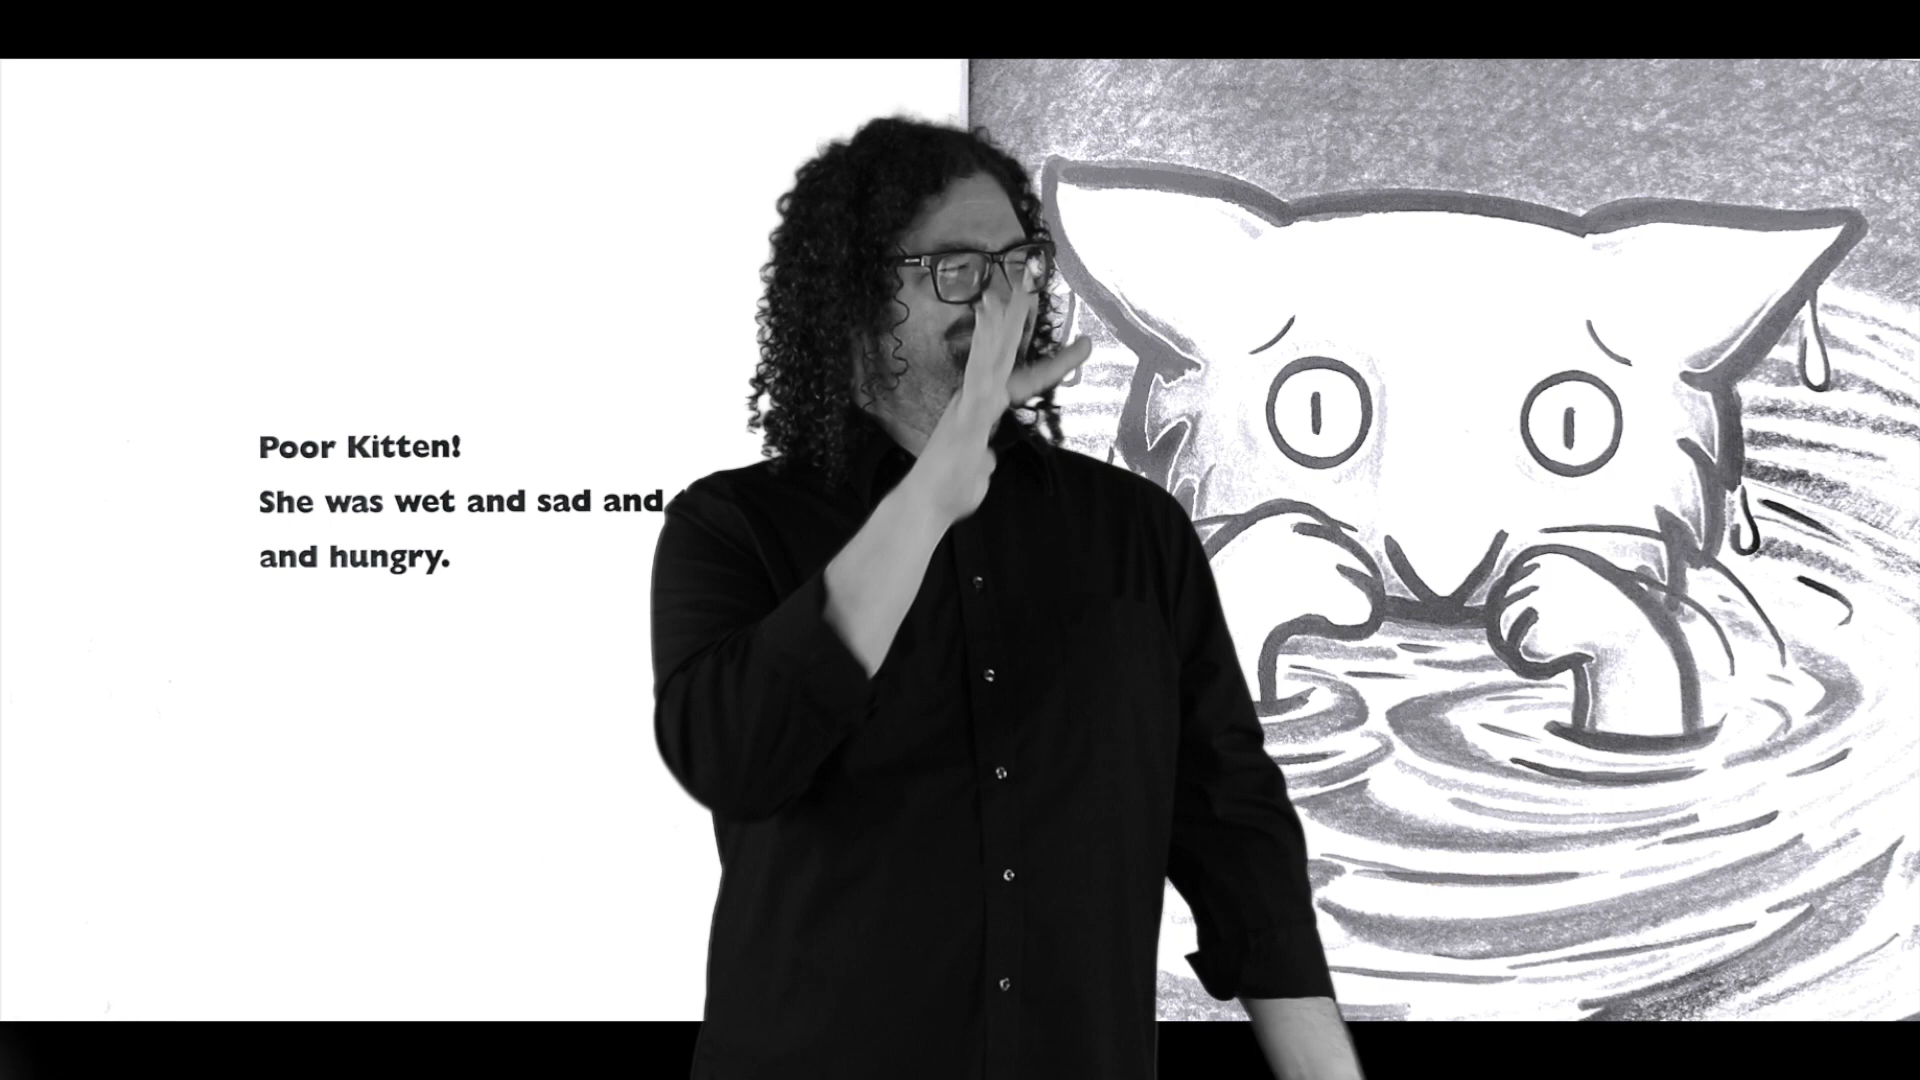 Poor Kitten!
She was wet and sad and
and hungry.